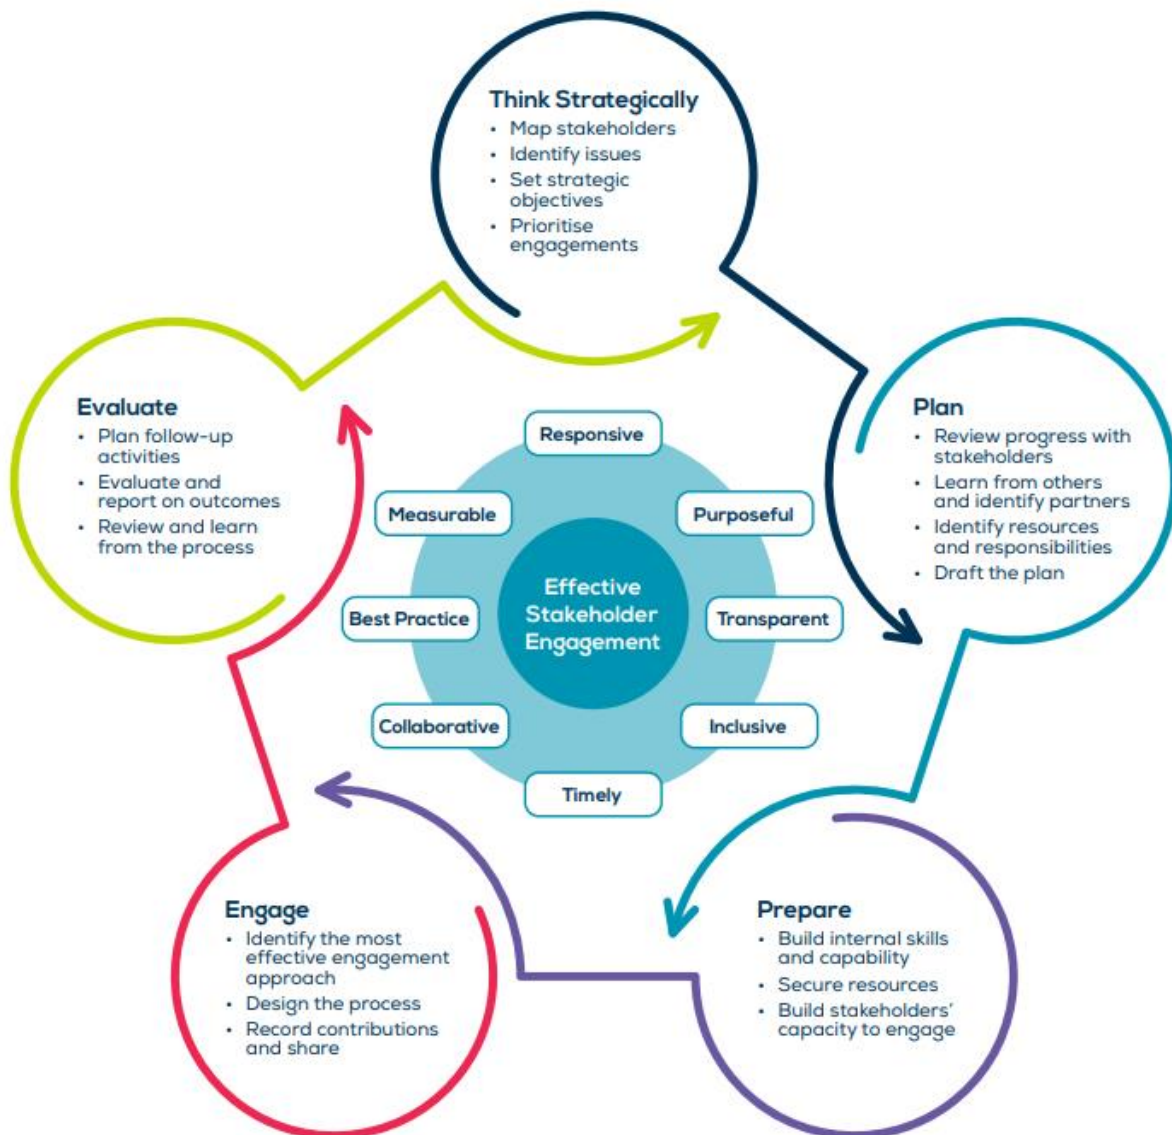 Think Strategically
• Map stakeholders
• Identify issues
• Set strategic
objectives
• Prioritise
engagements
Plan
• Review progress with
stakeholders
• Learn from others
and identify partners
• Identify resources
and responsibilities
• Draft the plan
Prepare
• Build internal skills
and capability
• Secure resources
• Build stakeholders’
capacity to engage
Engage
• Identify the most
effective engagement
approach
• Design the process
• Record contributions
and share
Evaluate
• Plan follow-up
activities
• Evaluate and
report on outcomes
• Review and learn
from the process
Effective
Stakeholder
Engagement
Responsive
Purposeful
Transparent
Inclusive
Timely
Collaborative
Best Practice
Measurable